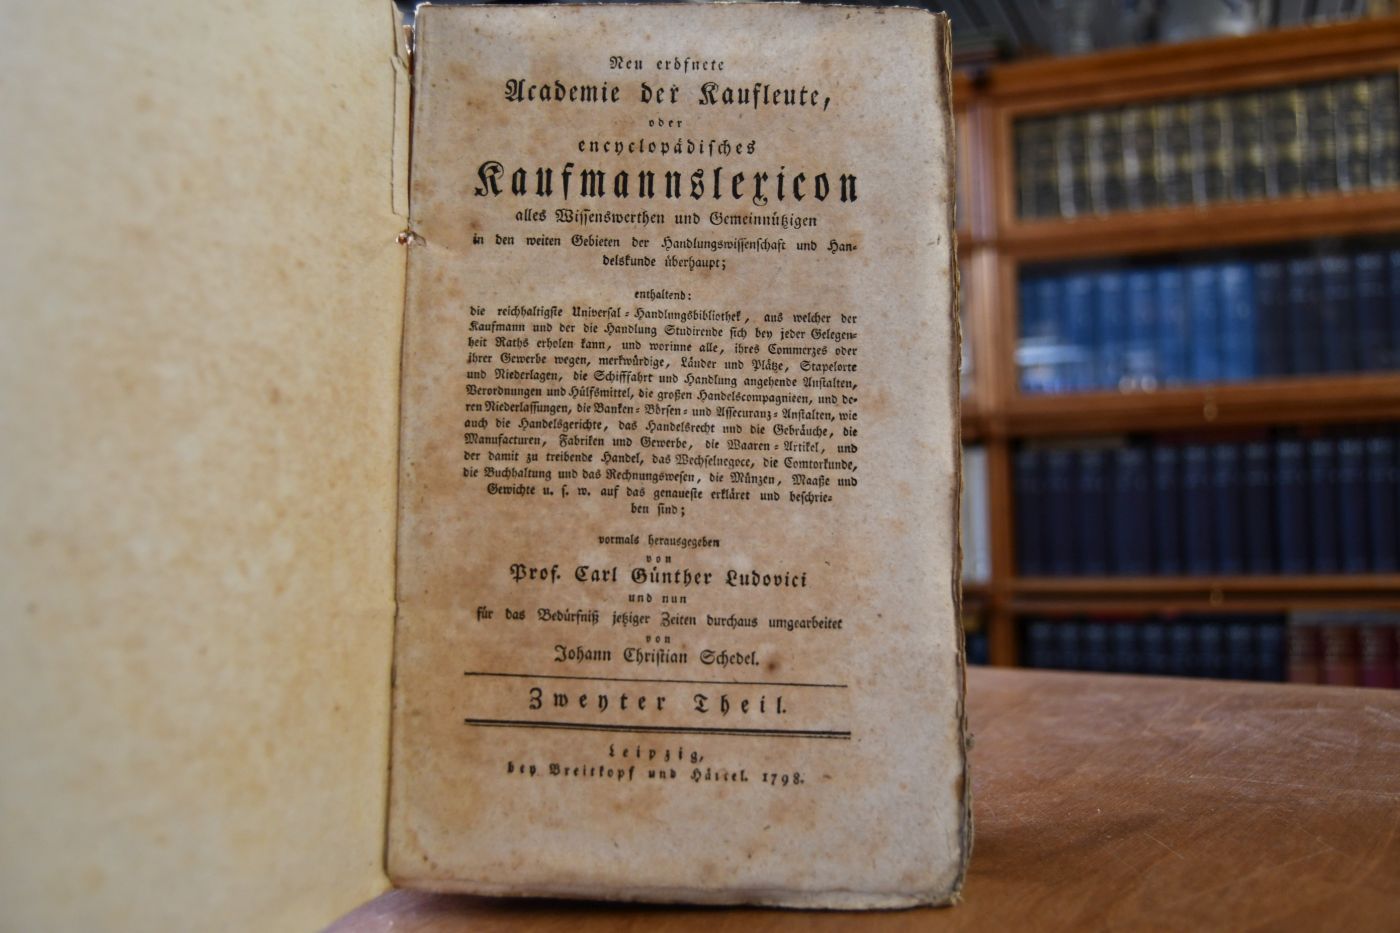 Neu eröfnete
Academie der Kaufleute,
oder
encyclopädisches
Kaufmannslexicon
alles Wissenswerthen und Gemeinnützigen
in den weiten Gebieten der Handlungswissenschaft und Han-
delskunde überhaupt;
enthaltend:
die reichhaltigste Universal-Handlungsbibliothek, aus welcher der
Kaufmann und der die Handlung Studirende sich bey jeder Gelegen-
heit Raths erholen kann, und worinne alle, ihres Commerzes oder
ihrer Gewerbe wegen, merkwürdige, Länder und Plätze, Stapelorte
und Niederlagen, die Schifffahrt und Handlung angehende Anstalten,
Verordnungen und Hülfsmittel, die großen Handelscompagnieen, und de-
ren Niederlassungen, die Banken- Börsen- und Assecuranz-Anstalten, wie
auch die Handelsgerichte, das Handelsrecht und die Gebräuche, die
Manufacturen, Fabriken und Gewerbe, die Waaren-Artikel, und
der damit zu treibende Handel, das Wechselnegoce, die Comtorkunde,
die Buchhaltung und das Rechnungswesen, die Münzen, Maaße und
Gewichte u. s. w. auf das genaueste erkläret und beschrie-
ben sind;
vormals herausgegeben
von
Prof. Carl Günther Ludovici
und nun
für das Bedürfniß jetziger Zeiten durchaus umgearbeitet
von
Johann Christian Schedel.
Zweyter Theil.
Leipzig,
bey Breitkopf und Härtel. 1798.